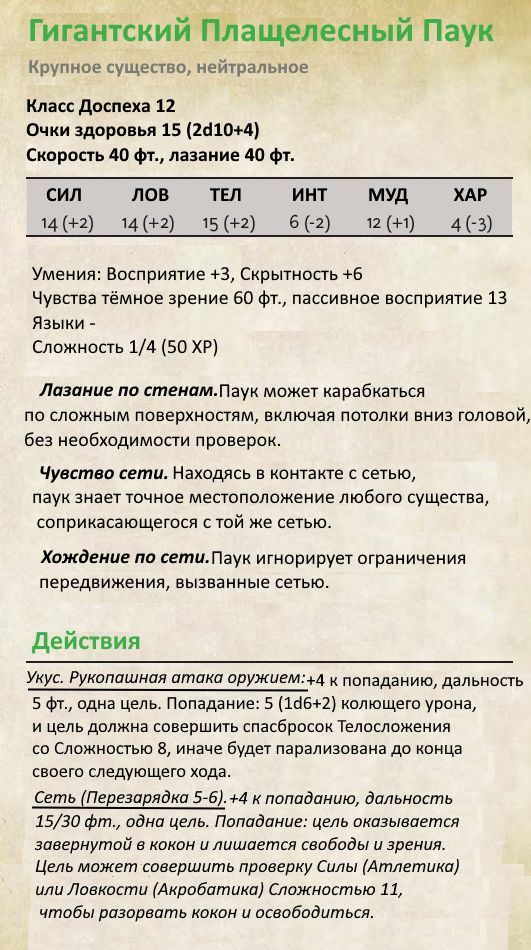 Гигантский Плащелесный Паук
Крупное существо, нейтральное
Класс Доспеха 12
Очки здоровья 15 (2d10+4)
Скорость 40 фт., лазание 40 фт.
СИЛ ЛОВ ТЕЛ ИНТ МУД ХАР
14 (+2) 14 (+2) 15 (+2) 6 (-2) 12 (+1) 4 (-3)
Умения: Восприятие +3, Скрытность +6
Чувства тёмное зрение 60 фт., пассивное восприятие 13
Языки -
Сложность 1/4 (50 XP)
Лазание по стенам.Паук может карабкаться
по сложным поверхностям, включая потолки вниз головой,
без необходимости проверок.
Чувство сети. Находясь в контакте с сетью,
паук знает точное местоположение любого существа,
соприкасающегося с той же сетью.
Хождение по сети.Паук игнорирует ограничения
передвижения, вызванные сетью.
Действия
Укус. Рукопашная атака оружием:+4 к попаданию, дальность
5 фт., одна цель. Попадание: 5 (1d6+2) колющего урона,
и цель должна совершить спасбросок Телосложения
со Сложностью 8, иначе будет парализована до конца
своего следующего хода.
Сеть (Перезарядка 5-6).+4 к попаданию, дальность
15/30 фт., одна цель. Попадание: цель оказывается
завернутой в кокон и лишается свободы и зрения.
Цель может совершить проверку Силы (Атлетика)
или Ловкости (Акробатика) Сложностью 11,
чтобы разорвать кокон и освободиться.